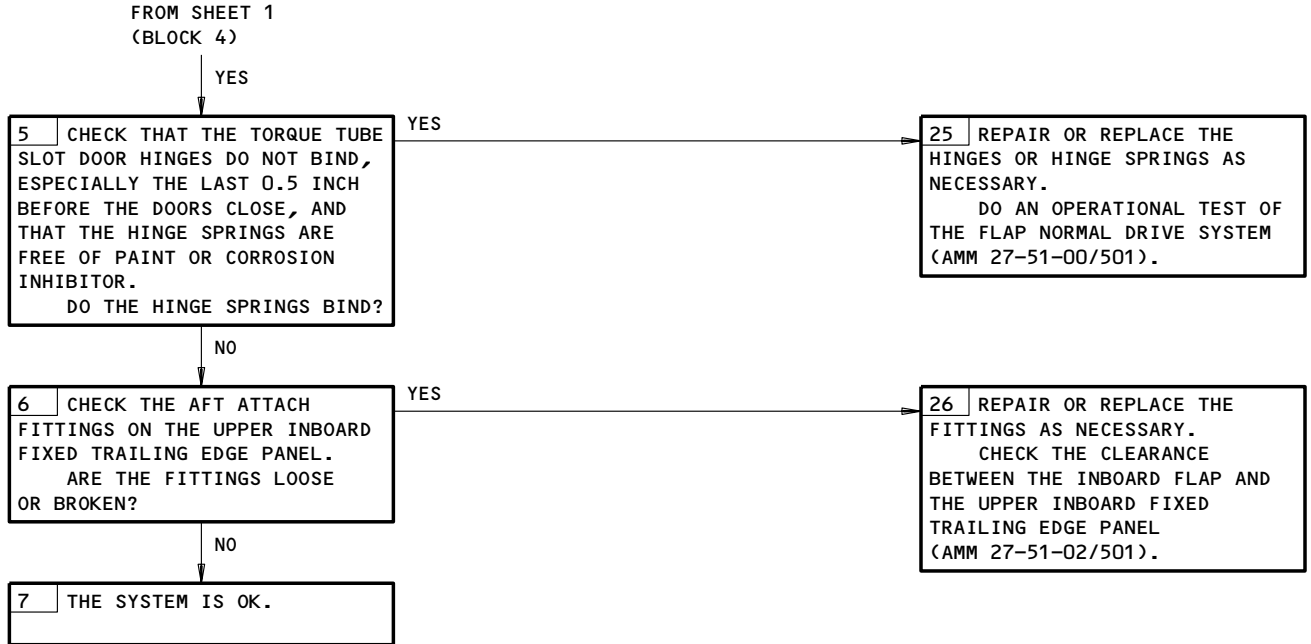 FROM SHEET 1
(BLOCK 4)
YES
5 CHECK THAT THE TORQUE TUBE
SLOT DOOR HINGES DO NOT BIND,
ESPECIALLY THE LAST 0.5 INCH
BEFORE THE DOORS CLOSE, AND
THAT THE HINGE SPRINGS ARE
FREE OF PAINT OR CORROSION
INHIBITOR.
DO THE HINGE SPRINGS BIND?
YES
25 REPAIR OR REPLACE THE
HINGES OR HINGE SPRINGS AS
NECESSARY.
DO AN OPERATIONAL TEST OF
THE FLAP NORMAL DRIVE SYSTEM
(AMM 27-51-00/501).
NO
6 CHECK THE AFT ATTACH
FITTINGS ON THE UPPER INBOARD
FIXED TRAILING EDGE PANEL.
ARE THE FITTINGS LOOSE
OR BROKEN?
YES
26 REPAIR OR REPLACE THE
FITTINGS AS NECESSARY.
CHECK THE CLEARANCE
BETWEEN THE INBOARD FLAP AND
THE UPPER INBOARD FIXED
TRAILING EDGE PANEL
(AMM 27-51-02/501).
NO
7 THE SYSTEM IS OK.